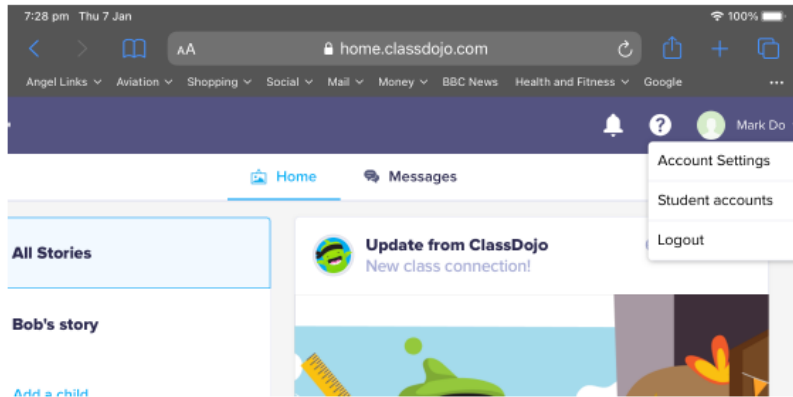 7:28 pm Thu 7 Jan 100%
AA home.classdojo.com
Angel Links Aviation Shopping Social Mail Money BBC News Health and Fitness Google ...
? Mark Do
Account Settings
Student accounts
Logout
Home Messages
All Stories
Bob's story
Add a child
Update from ClassDojo
New class connection!